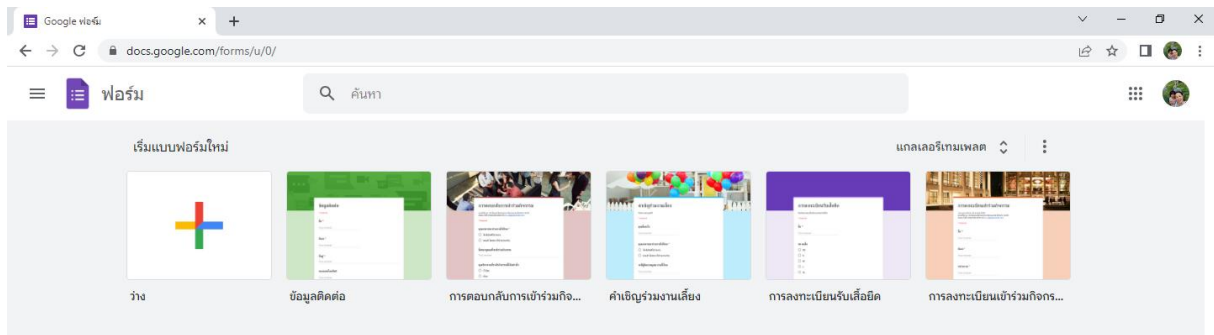 Google ฟอร์ม
docs.google.com/forms/u/0/
ฟอร์ม
ค้นหา
เริ่มแบบฟอร์มใหม่
แกลเลอรีเทมเพลต
ว่าง
ข้อมูลติดต่อ
การตอบกลับการเข้าร่วมกิจ...
คำเชิญร่วมงานเลี้ยง
การลงทะเบียนรับเสื้อยืด
การลงทะเบียนเข้าร่วมกิจกร...